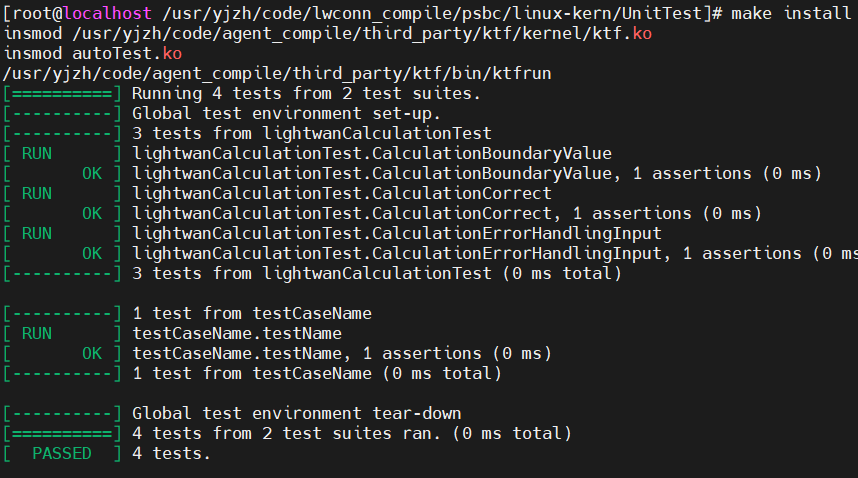 [root@localhost /usr/yjzh/code/lwconn_compile/psbc/linux-kern/UnitTest]# make install
insmod /usr/yjzh/code/agent_compile/third_party/ktf/kernel/ktf.ko
insmod autoTest.ko
/usr/yjzh/code/agent_compile/third_party/ktf/bin/ktfrun
[==========] Running 4 tests from 2 test suites.
[----------] Global test environment set-up.
[----------] 3 tests from lightwanCalculationTest
[ RUN      ] lightwanCalculationTest.CalculationBoundaryValue
[       OK ] lightwanCalculationTest.CalculationBoundaryValue, 1 assertions (0 ms)
[ RUN      ] lightwanCalculationTest.CalculationCorrect
[       OK ] lightwanCalculationTest.CalculationCorrect, 1 assertions (0 ms)
[ RUN      ] lightwanCalculationTest.CalculationErrorHandlingInput
[       OK ] lightwanCalculationTest.CalculationErrorHandlingInput, 1 assertions (0 ms
[----------] 3 tests from lightwanCalculationTest (0 ms total)
[----------] 1 test from testCaseName
[ RUN      ] testCaseName.testName
[       OK ] testCaseName.testName, 1 assertions (0 ms)
[----------] 1 test from testCaseName (0 ms total)
[----------] Global test environment tear-down
[==========] 4 tests from 2 test suites ran. (0 ms total)
[  PASSED  ] 4 tests.